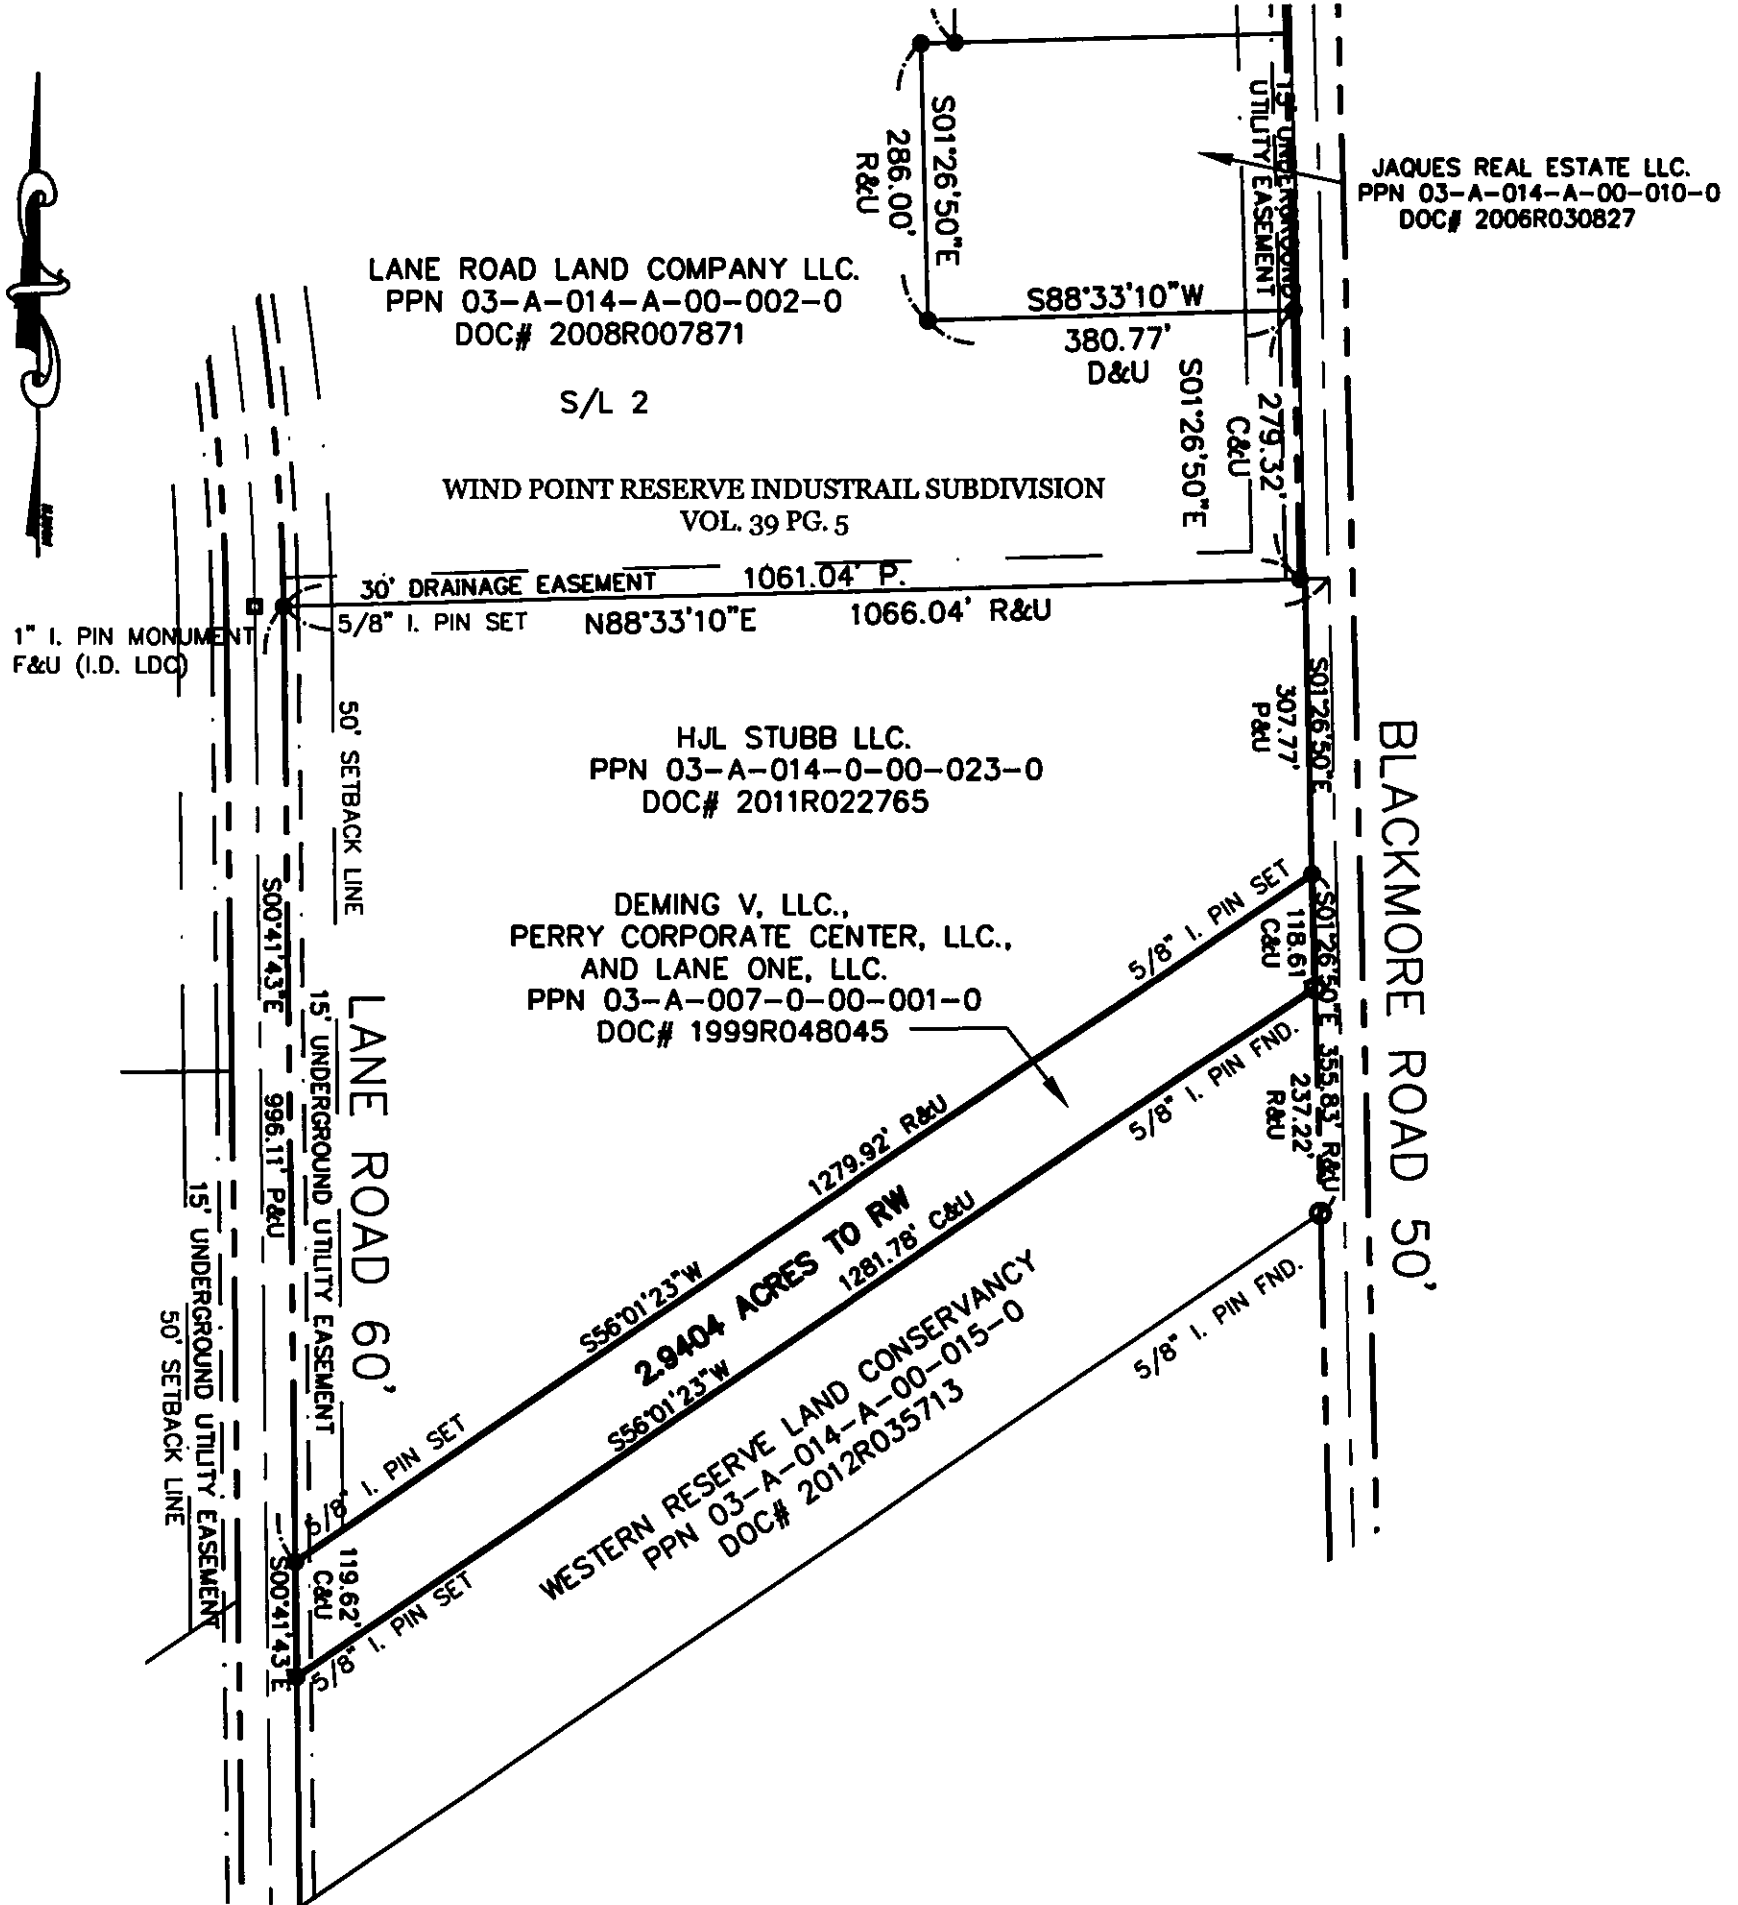 S01°26'50"E
286.00'
R&U
15' UNDERGROUND
UTILITY EASEMENT
JAQUES REAL ESTATE LLC.
PPN 03-A-014-A-00-010-0
DOC# 2006R030827
LANE ROAD LAND COMPANY LLC.
PPN 03-A-014-A-00-002-0
DOC# 2008R007871
S/L 2
S88°33'10"W
380.77'
D&U
S01°26'50"E
279.32'
C&U
WIND POINT RESERVE INDUSTRAIL SUBDIVISION
VOL. 39 PG. 5
30' DRAINAGE EASEMENT
1061.04' P.
5/8" I. PIN SET
N88°33'10"E
1066.04' R&U
1" I. PIN MONUMENT
F&U (I.D. LDC)
50' SETBACK LINE
S01°26'50"E
307.77'
P&U
HJL STUBB LLC.
PPN 03-A-014-0-00-023-0
DOC# 2011R022765
BLACKMORE ROAD 50'
DEMING V, LLC.,
PERRY CORPORATE CENTER, LLC.,
AND LANE ONE, LLC.
PPN 03-A-007-0-00-001-0
DOC# 1999R048045
5/8" I. PIN SET
S01°26'50"E 355.83' R&U
118.61'
C&U
5/8" I. PIN FND.
237.22'
R&U
S00°41'43"E 996.11' P&U
LANE ROAD 60'
15' UNDERGROUND UTILITY EASEMENT
1279.92' R&U
S56°01'23"W
2.9404 ACRES TO RW
1281.78' C&U
S56°01'23"W
WESTERN RESERVE LAND CONSERVANCY
PPN 03-A-014-A-00-015-0
DOC# 2012R035713
5/8" I. PIN FND.
15' UNDERGROUND UTILITY EASEMENT
50' SETBACK LINE
5/8" I. PIN SET
119.62'
C&U
S00°41'43"E
5/8" I. PIN SET